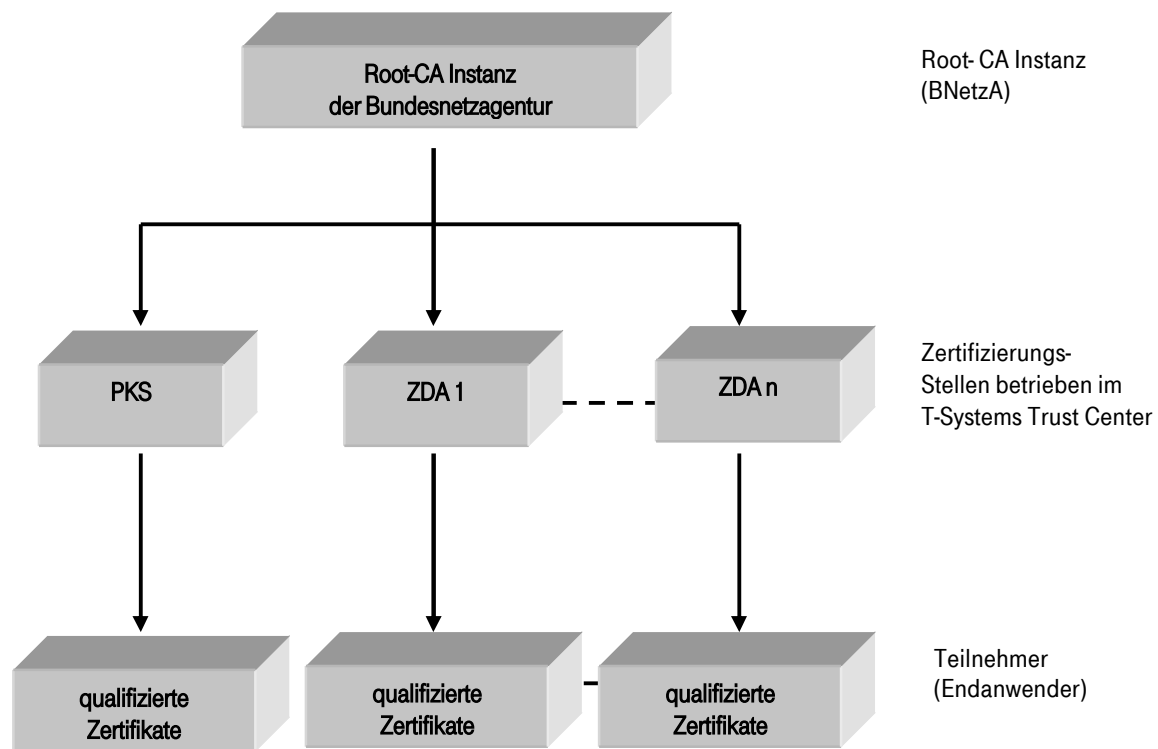 Root-CA Instanz
der Bundesnetzagentur
Root- CA Instanz
(BNetzA)
PKS
ZDA 1
ZDA n
Zertifizierungs-
Stellen betrieben im
T-Systems Trust Center
qualifizierte
Zertifikate
qualifizierte
Zertifikate
qualifizierte
Zertifikate
Teilnehmer
(Endanwender)